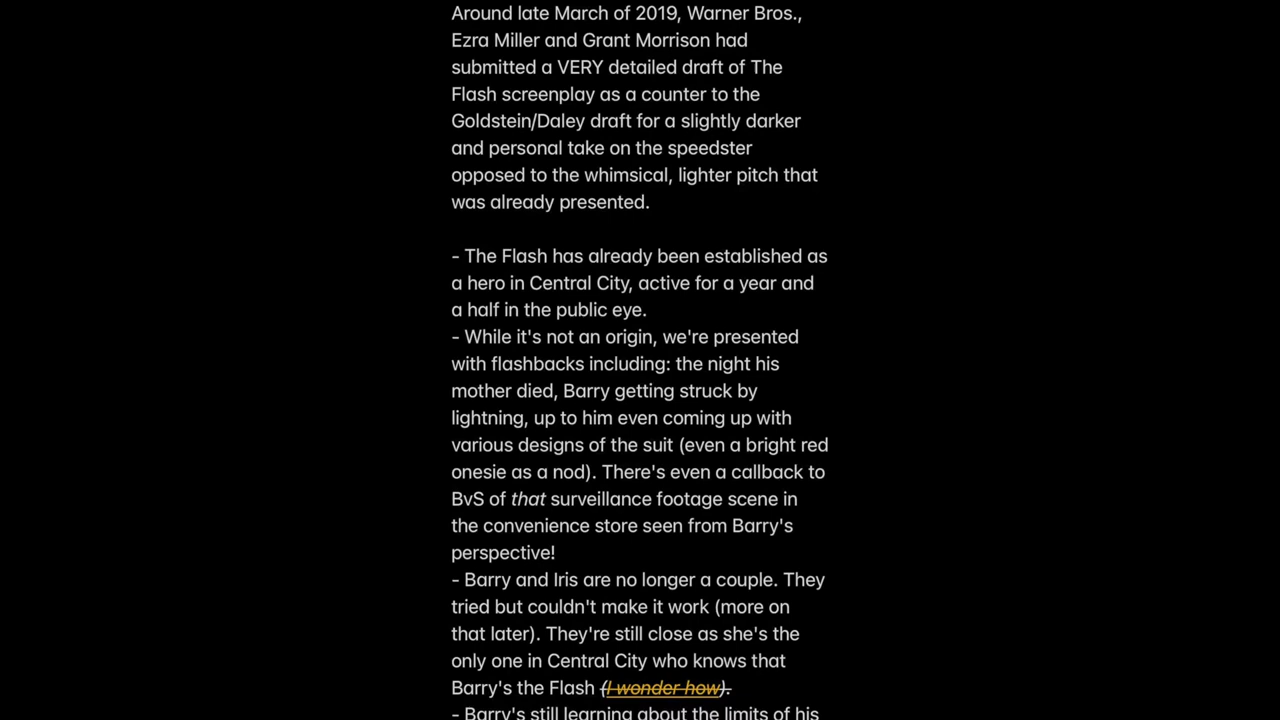 Around late March of 2019, Warner Bros.,
Ezra Miller and Grant Morrison had
submitted a VERY detailed draft of The
Flash screenplay as a counter to the
Goldstein/Daley draft for a slightly darker
and personal take on the speedster
opposed to the whimsical, lighter pitch that
was already presented.
- The Flash has already been established as
a hero in Central City, active for a year and
a half in the public eye.
- While it's not an origin, we're presented
with flashbacks including: the night his
mother died, Barry getting struck by
lightning, up to him even coming up with
various designs of the suit (even a bright red
onesie as a nod). There's even a callback to
BvS of that surveillance footage scene in
the convenience store seen from Barry's
perspective!
- Barry and Iris are no longer a couple. They
tried but couldn't make it work (more on
that later). They're still close as she's the
only one in Central City who knows that
Barry's the Flash (I wonder how).
- Barry's still learning about the limits of his